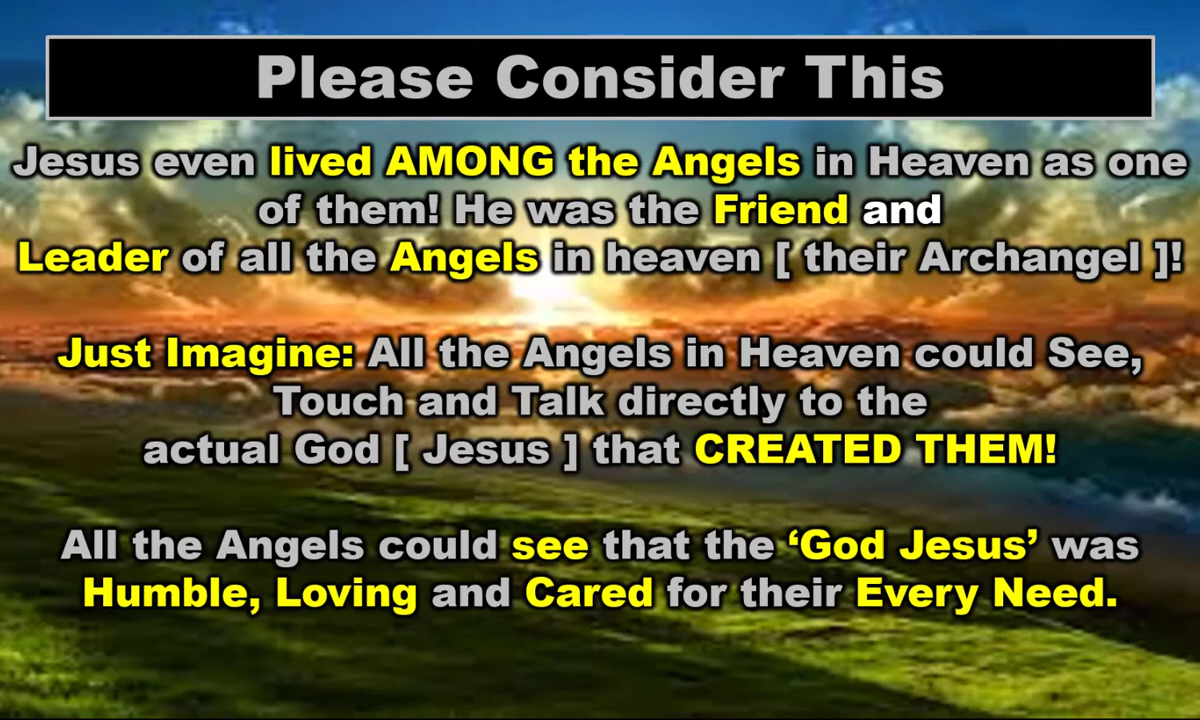 Please Consider This
Jesus even lived AMONG the Angels in Heaven as one
of them! He was the Friend and
Leader of all the Angels in heaven [ their Archangel ]!
Just Imagine: All the Angels in Heaven could See,
Touch and Talk directly to the
actual God [ Jesus ] that CREATED THEM!
All the Angels could see that the ‘God Jesus’ was
Humble, Loving and Cared for their Every Need.